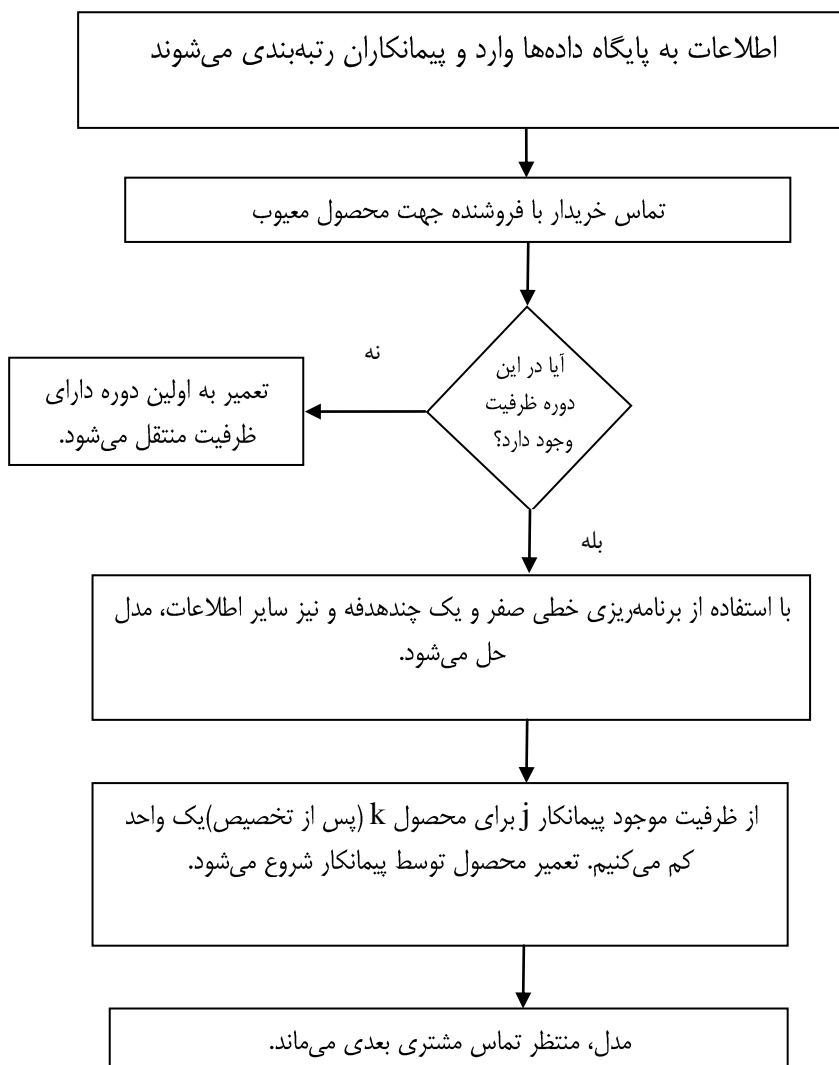 اطلاعات به پایگاه داده‌ها وارد و پیمانکاران رتبه‌بندی می‌شوند
تماس خریدار با فروشنده جهت محصول معیوب
آیا در این
دوره ظرفیت
وجود دارد؟
نه
تعمیر به اولین دوره دارای
ظرفیت منتقل می‌شود.
بله
با استفاده از برنامه‌ریزی خطی صفر و یک چندهدفه و نیز سایر اطلاعات، مدل
حل می‌شود.
از ظرفیت موجود پیمانکار j برای محصول k (پس از تخصیص)یک واحد
کم می‌کنیم. تعمیر محصول توسط پیمانکار شروع می‌شود.
مدل، منتظر تماس مشتری بعدی می‌ماند.